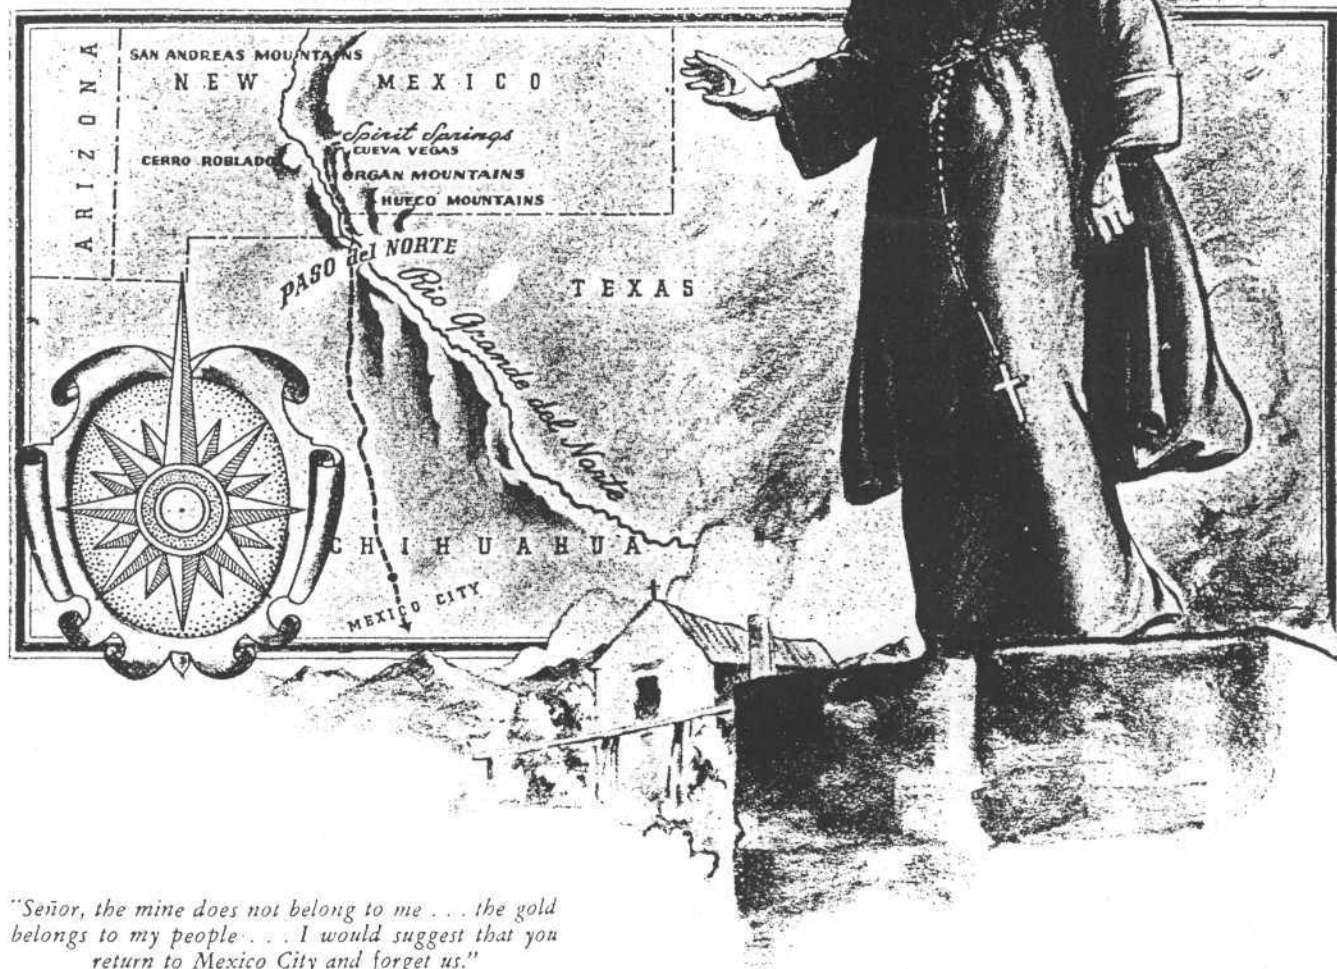 ARIZONA
SAN ANDREAS MOUNTAINS
NEW MEXICO
Spirit Springs
CUEVA VEGAS
CERRO ROBLADO
ORGAN MOUNTAINS
HUECO MOUNTAINS
PASO del NORTE
Rio Grande del Norte
TEXAS
CHIHUAHUA
MEXICO CITY
"Señor, the mine does not belong to me . . . the gold
belongs to my people . . . I would suggest that you
return to Mexico City and forget us."